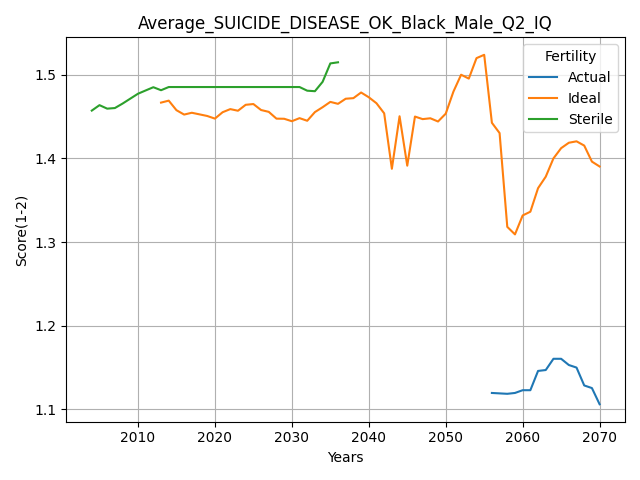 Average_SUICIDE_DISEASE_OK_Black_Male_Q2_IQ
Fertility
Actual
Ideal
Sterile
Score(1-2)
1.5
1.4
1.3
1.2
1.1
2010 2020 2030 2040 2050 2060 2070
Years